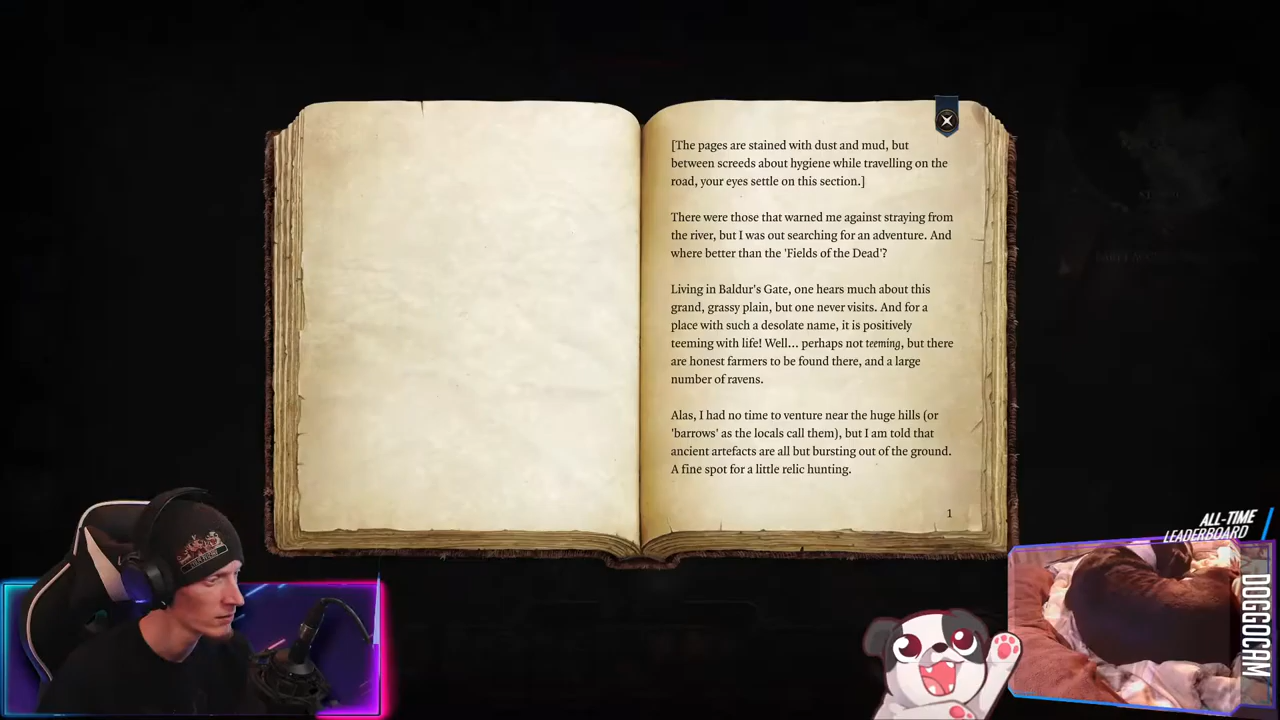 [The pages are stained with dust and mud, but
between screeds about hygiene while travelling on the
road, your eyes settle on this section.]
There were those that warned me against straying from
the river, but I was out searching for an adventure. And
where better than the 'Fields of the Dead'?
Living in Baldur's Gate, one hears much about this
grand, grassy plain, but one never visits. And for a
place with such a desolate name, it is positively
teeming with life! Well... perhaps not teeming, but there
are honest farmers to be found there, and a large
number of ravens.
Alas, I had no time to venture near the huge hills (or
'barrows' as the locals call them), but I am told that
ancient artefacts are all but bursting out of the ground.
A fine spot for a little relic hunting.
1
ALL-TIME
LEADERBOARD
DOGGOCAM